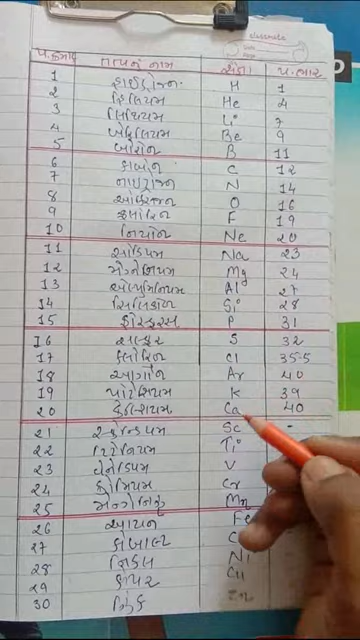 classmate
પ.ક્રમાંક તત્વનું નામ સંજ્ઞા પ.ભાર
1 હાઈડ્રોજન H 1
2 હિલિયમ He 4
3 લિથિયમ Li 7
4 બેરિલિયમ Be 9
5 બોરોન B 11
6 કાર્બન C 12
7 નાઇટ્રોજન N 14
8 ઓક્સિજન O 16
9 ફ્લોરિન F 19
10 નિયોન Ne 20
11 સોડિયમ Na 23
12 મેગ્નેશિયમ Mg 24
13 એલ્યુમિનિયમ Al 27
14 સિલિકોન Si 28
15 ફોસ્ફરસ P 31
16 સલ્ફર S 32
17 ક્લોરિન Cl 35.5
18 આર્ગોન Ar 40
19 પોટેશિયમ K 39
20 કેલ્શિયમ Ca 40
21 સ્કેન્ડિયમ Sc -
22 ટિટેનિયમ Ti
23 વેનેડિયમ V
24 ક્રોમિયમ Cr
25 મેંગેનીઝ Mn
26 આયર્ન Fe
27 કોબાલ્ટ C
28 નિકલ Ni
29 કોપર Cu
30 ઝિંક Zn